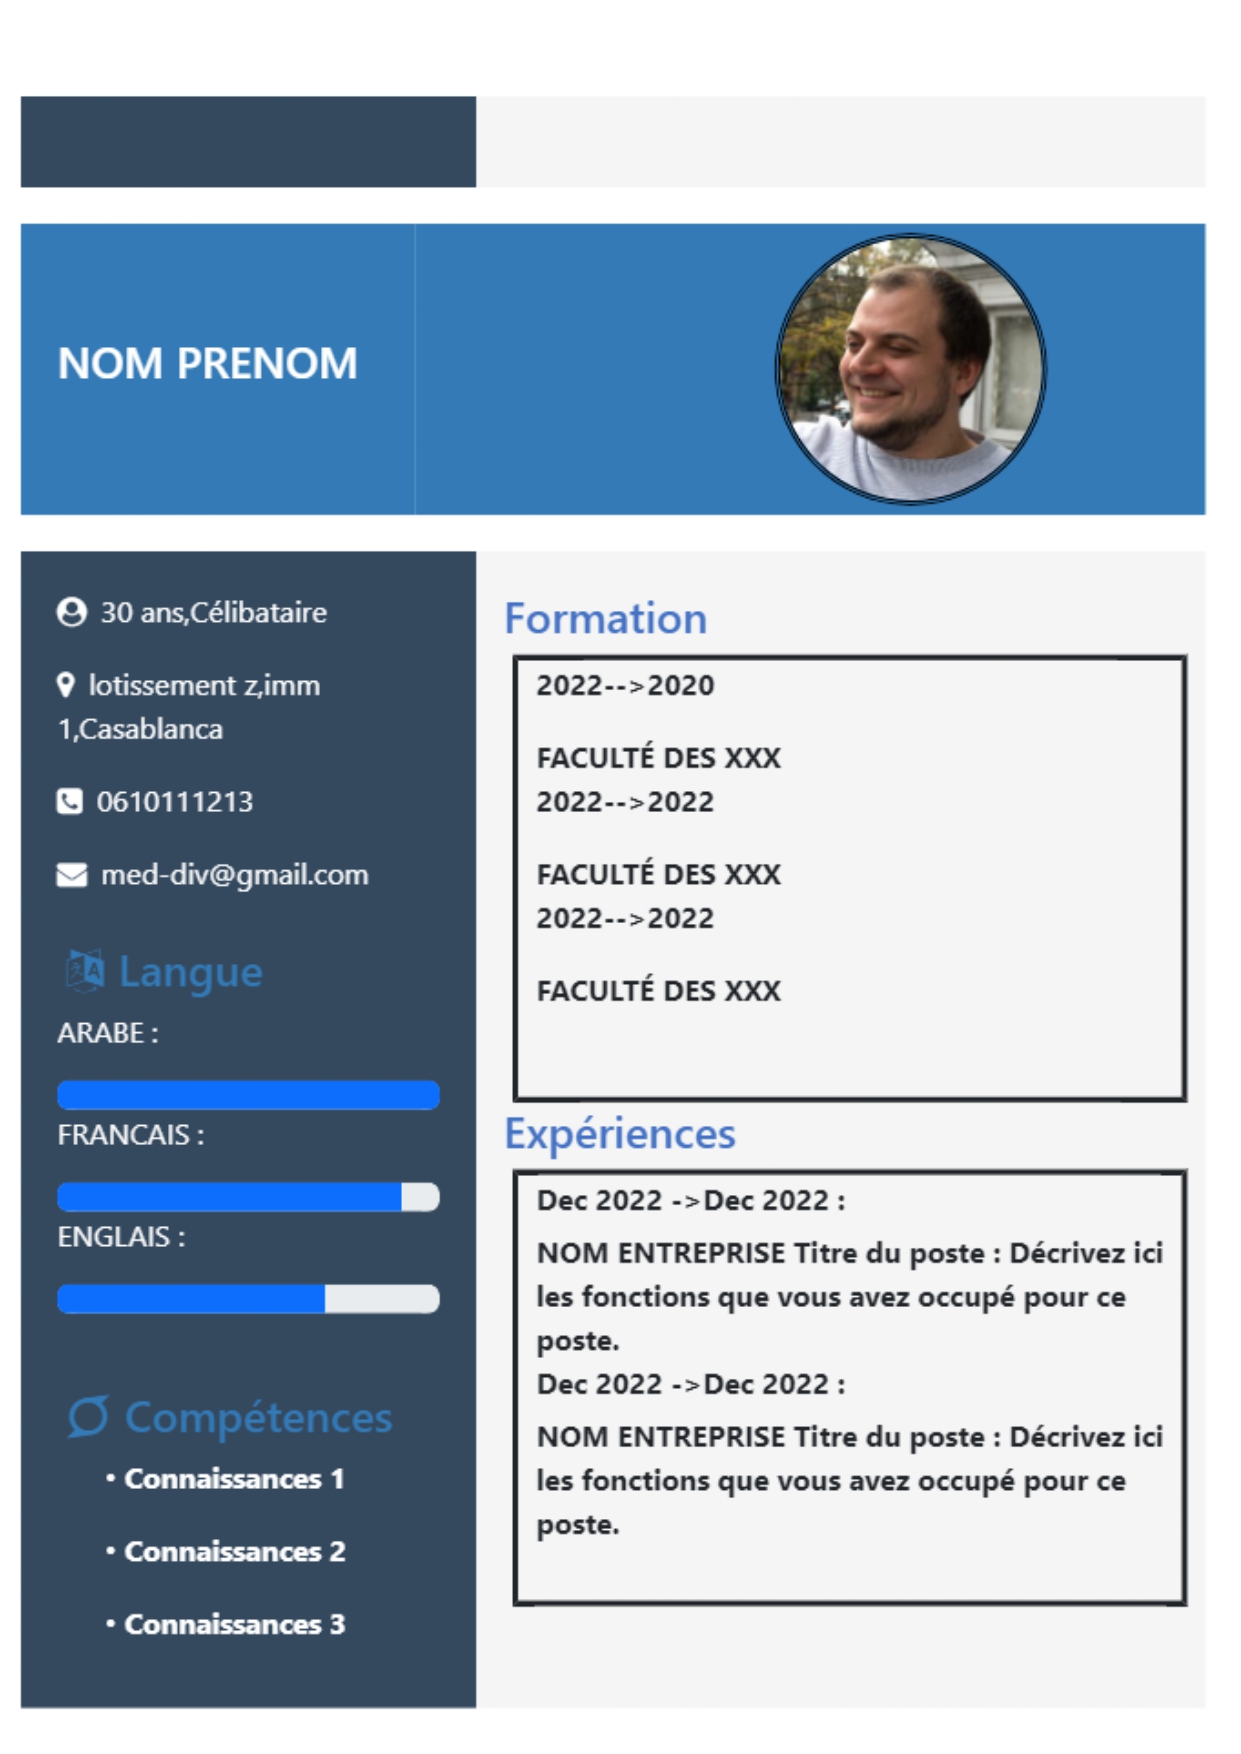 NOM PRENOM
30 ans,Célibataire
lotissement z,imm
1,Casablanca
0610111213
med-div@gmail.com
Langue
ARABE :
FRANCAIS :
ENGLAIS :
Compétences
• Connaissances 1
• Connaissances 2
• Connaissances 3
Formation
2022-->2020
FACULTÉ DES XXX
2022-->2022
FACULTÉ DES XXX
2022-->2022
FACULTÉ DES XXX
Expériences
Dec 2022 ->Dec 2022 :
NOM ENTREPRISE Titre du poste : Décrivez ici
les fonctions que vous avez occupé pour ce
poste.
Dec 2022 ->Dec 2022 :
NOM ENTREPRISE Titre du poste : Décrivez ici
les fonctions que vous avez occupé pour ce
poste.